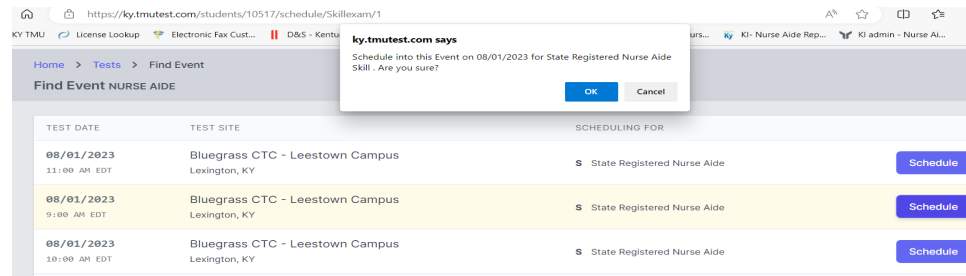 https://ky.tmutest.com/students/10517/schedule/Skillexam/1
KY TMU License Lookup Electronic Fax Cust... D&S - Kentu urs... Ky KI- Nurse Aide Rep... KI admin - Nurse Ai...
ky.tmutest.com says
Schedule into this Event on 08/01/2023 for State Registered Nurse Aide
Skill . Are you sure?
OK Cancel
Home > Tests > Find Event
Find Event NURSE AIDE
TEST DATE TEST SITE SCHEDULING FOR
08/01/2023 Bluegrass CTC - Leestown Campus S State Registered Nurse Aide Schedule
11:00 AM EDT Lexington, KY
08/01/2023 Bluegrass CTC - Leestown Campus S State Registered Nurse Aide Schedule
9:00 AM EDT Lexington, KY
08/01/2023 Bluegrass CTC - Leestown Campus S State Registered Nurse Aide Schedule
10:00 AM EDT Lexington, KY